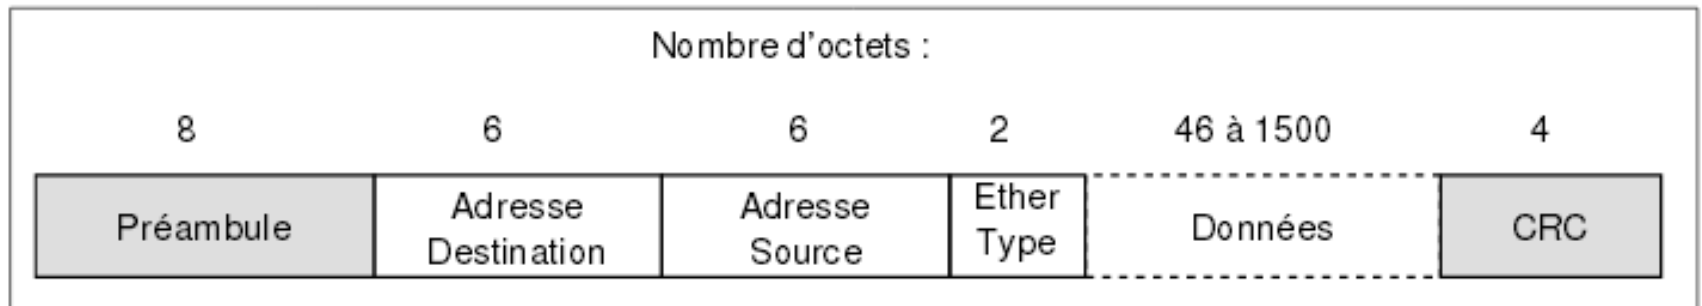 Nombre d'octets :
8 6 6 2 46 à 1500 4
Préambule
Adresse
Destination
Adresse
Source
Ether
Type
Données
CRC